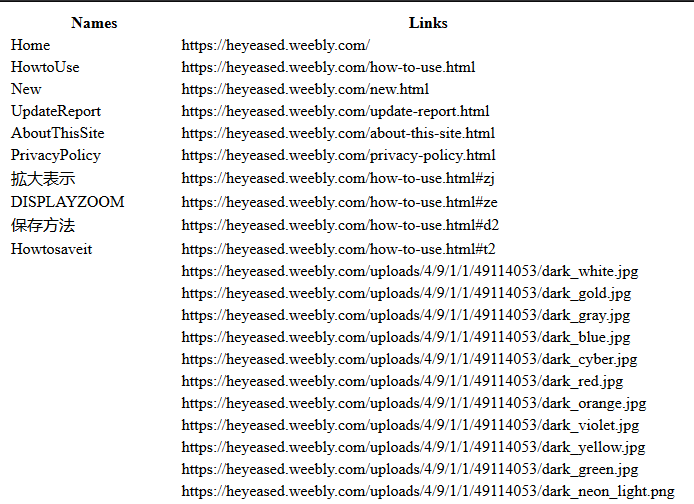 Names Links
Home https://heyeased.weebly.com/
HowtoUse https://heyeased.weebly.com/how-to-use.html
New https://heyeased.weebly.com/new.html
UpdateReport https://heyeased.weebly.com/update-report.html
AboutThisSite https://heyeased.weebly.com/about-this-site.html
PrivacyPolicy https://heyeased.weebly.com/privacy-policy.html
拡大表示 https://heyeased.weebly.com/how-to-use.html#zj
DISPLAYZOOM https://heyeased.weebly.com/how-to-use.html#ze
保存方法 https://heyeased.weebly.com/how-to-use.html#d2
Howtosaveit https://heyeased.weebly.com/how-to-use.html#t2
https://heyeased.weebly.com/uploads/4/9/1/1/49114053/dark_white.jpg
https://heyeased.weebly.com/uploads/4/9/1/1/49114053/dark_gold.jpg
https://heyeased.weebly.com/uploads/4/9/1/1/49114053/dark_gray.jpg
https://heyeased.weebly.com/uploads/4/9/1/1/49114053/dark_blue.jpg
https://heyeased.weebly.com/uploads/4/9/1/1/49114053/dark_cyber.jpg
https://heyeased.weebly.com/uploads/4/9/1/1/49114053/dark_red.jpg
https://heyeased.weebly.com/uploads/4/9/1/1/49114053/dark_orange.jpg
https://heyeased.weebly.com/uploads/4/9/1/1/49114053/dark_violet.jpg
https://heyeased.weebly.com/uploads/4/9/1/1/49114053/dark_yellow.jpg
https://heyeased.weebly.com/uploads/4/9/1/1/49114053/dark_green.jpg
https://heyeased.weebly.com/uploads/4/9/1/1/49114053/dark_neon_light.png